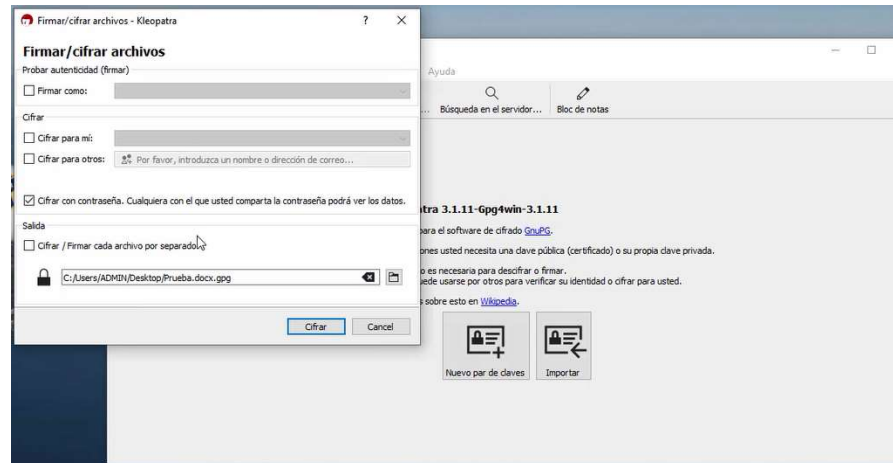 Firmar/cifrar archivos - Kleopatra
Firmar/cifrar archivos
Probar autenticidad (firmar)
Firmar como:
Cifrar
Cifrar para mí:
Cifrar para otros: Por favor, introduzca un nombre o dirección de correo...
Cifrar con contraseña. Cualquiera con el que usted comparta la contraseña podrá ver los datos.
Salida
Cifrar / Firmar cada archivo por separado.
C:/Users/ADMIN/Desktop/Prueba.docx.gpg
Cifrar Cancel
Ayuda
... Búsqueda en el servidor... Bloc de notas
tra 3.1.11-Gpg4win-3.1.11
para el software de cifrado GnuPG.
ones usted necesita una clave pública (certificado) o su propia clave privada.
o es necesaria para descifrar o firmar.
uede usarse por otros para verificar su identidad o cifrar para usted.
s sobre esto en Wikipedia.
Nuevo par de claves Importar